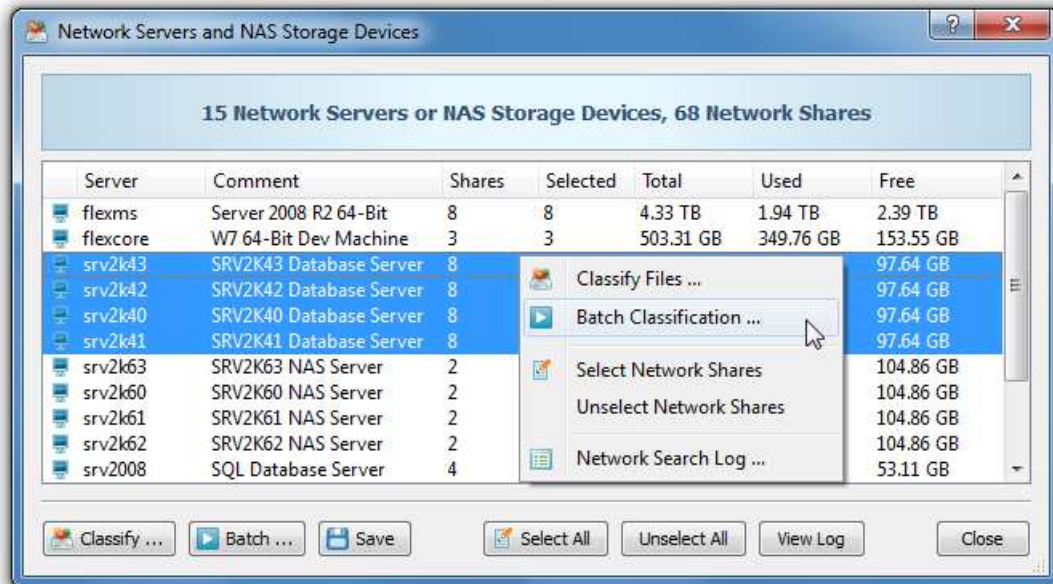 Network Servers and NAS Storage Devices
15 Network Servers or NAS Storage Devices, 68 Network Shares
Server Comment Shares Selected Total Used Free
flexms Server 2008 R2 64-Bit 8 8 4.33 TB 1.94 TB 2.39 TB
flexcore W7 64-Bit Dev Machine 3 3 503.31 GB 349.76 GB 153.55 GB
srv2k43 SRV2K43 Database Server 8 97.64 GB
srv2k42 SRV2K42 Database Server 8 97.64 GB
srv2k40 SRV2K40 Database Server 8 97.64 GB
srv2k41 SRV2K41 Database Server 8 97.64 GB
srv2k63 SRV2K63 NAS Server 2 104.86 GB
srv2k60 SRV2K60 NAS Server 2 104.86 GB
srv2k61 SRV2K61 NAS Server 2 104.86 GB
srv2k62 SRV2K62 NAS Server 2 104.86 GB
srv2008 SQL Database Server 4 53.11 GB
Classify Files ...
Batch Classification ...
Select Network Shares
Unselect Network Shares
Network Search Log ...
Classify ... Batch ... Save Select All Unselect All View Log Close